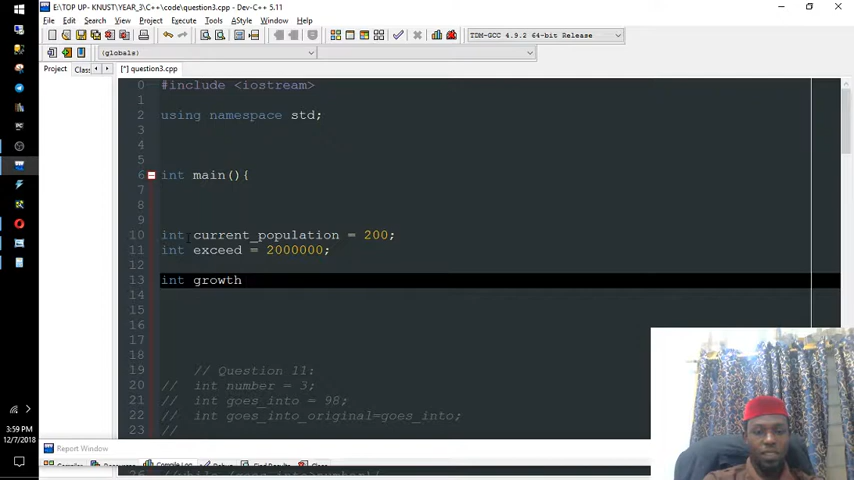 E:\TOP UP- KNUST\YEAR_3\C++\code\question3.cpp - Dev-C++ 5.11
File Edit Search View Project Execute Tools AStyle Window Help
TDM-GCC 4.9.2 64-bit Release
(globals)
Project Clas [*] question3.cpp
0 #include <iostream>
1
2 using namespace std;
3
4
5
6 int main(){
7
8
9
10 int current_population = 200;
11 int exceed = 2000000;
12
13 int growth
14
15
16
17
18
19 // Question 11:
20 // int number = 3;
21 // int goes_into = 98;
22 // int goes_into_original=goes_into;
23 //
Report Window
3:59 PM
12/7/2018